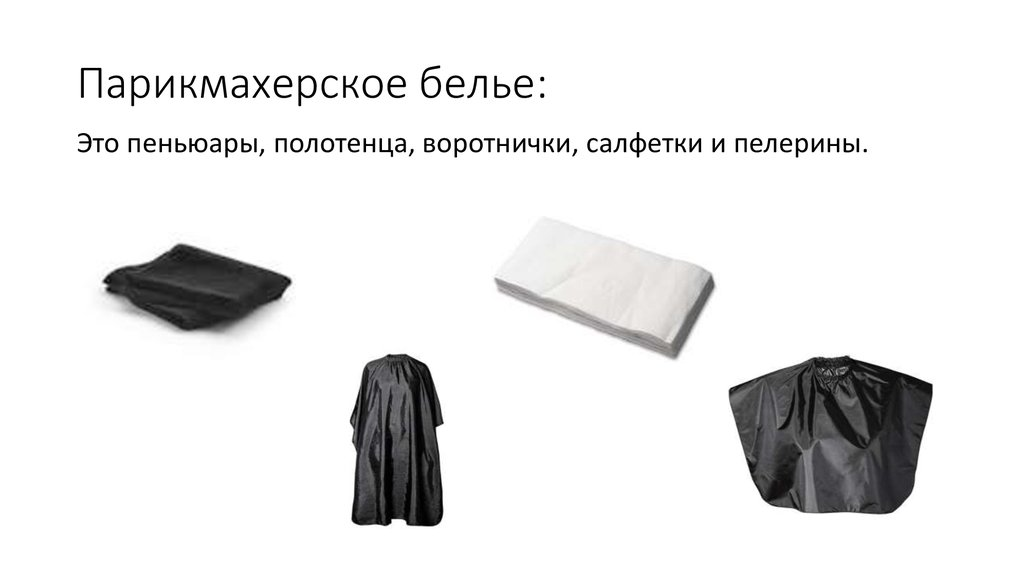 Парикмахерское белье:
Это пеньюары, полотенца, воротнички, салфетки и пелерины.